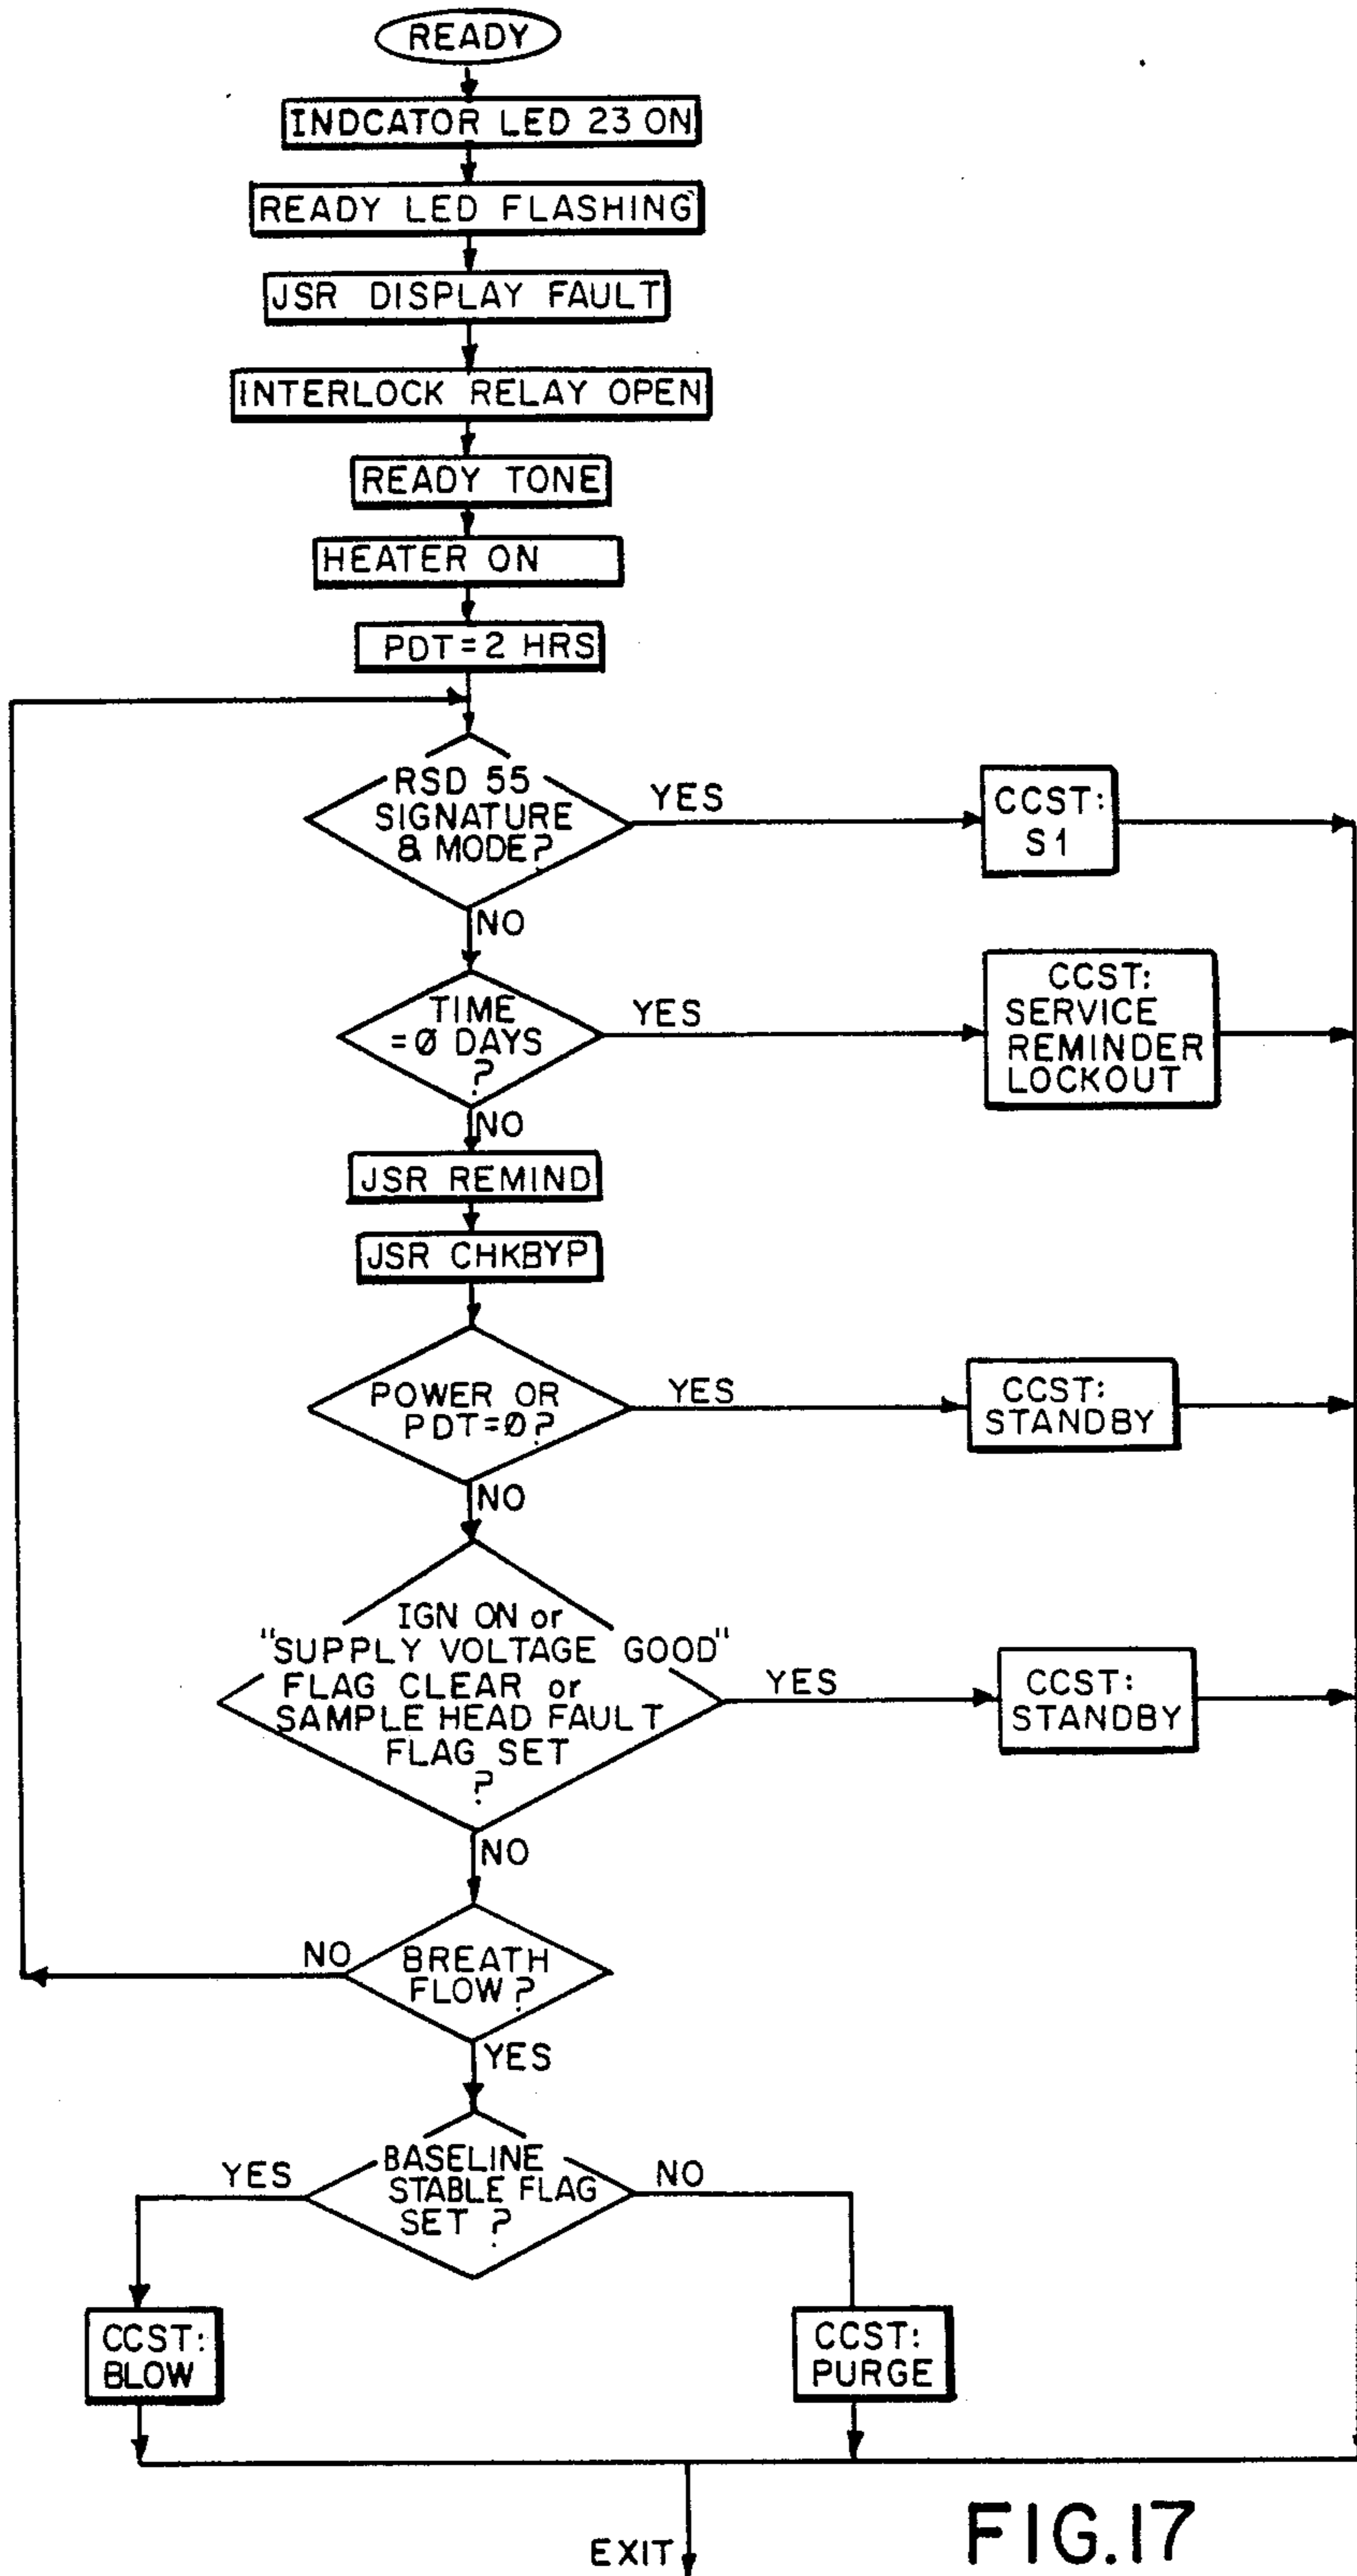 READY
INDCATOR LED 23 ON
READY LED FLASHING
JSR DISPLAY FAULT
INTERLOCK RELAY OPEN
READY TONE
HEATER ON
PDT=2 HRS
RSD 55
SIGNATURE
& MODE?
YES
CCST:
S1
NO
TIME
=Ø DAYS
?
YES
CCST:
SERVICE
REMINDER
LOCKOUT
NO
JSR REMIND
JSR CHKBYP
POWER OR
PDT=Ø?
YES
CCST:
STANDBY
NO
IGN ON or
"SUPPLY VOLTAGE GOOD"
FLAG CLEAR or
SAMPLE HEAD FAULT
FLAG SET
?
YES
CCST:
STANDBY
NO
BREATH
FLOW?
NO
YES
BASELINE
STABLE FLAG
SET ?
YES
NO
CCST:
BLOW
CCST:
PURGE
EXIT
FIG.17